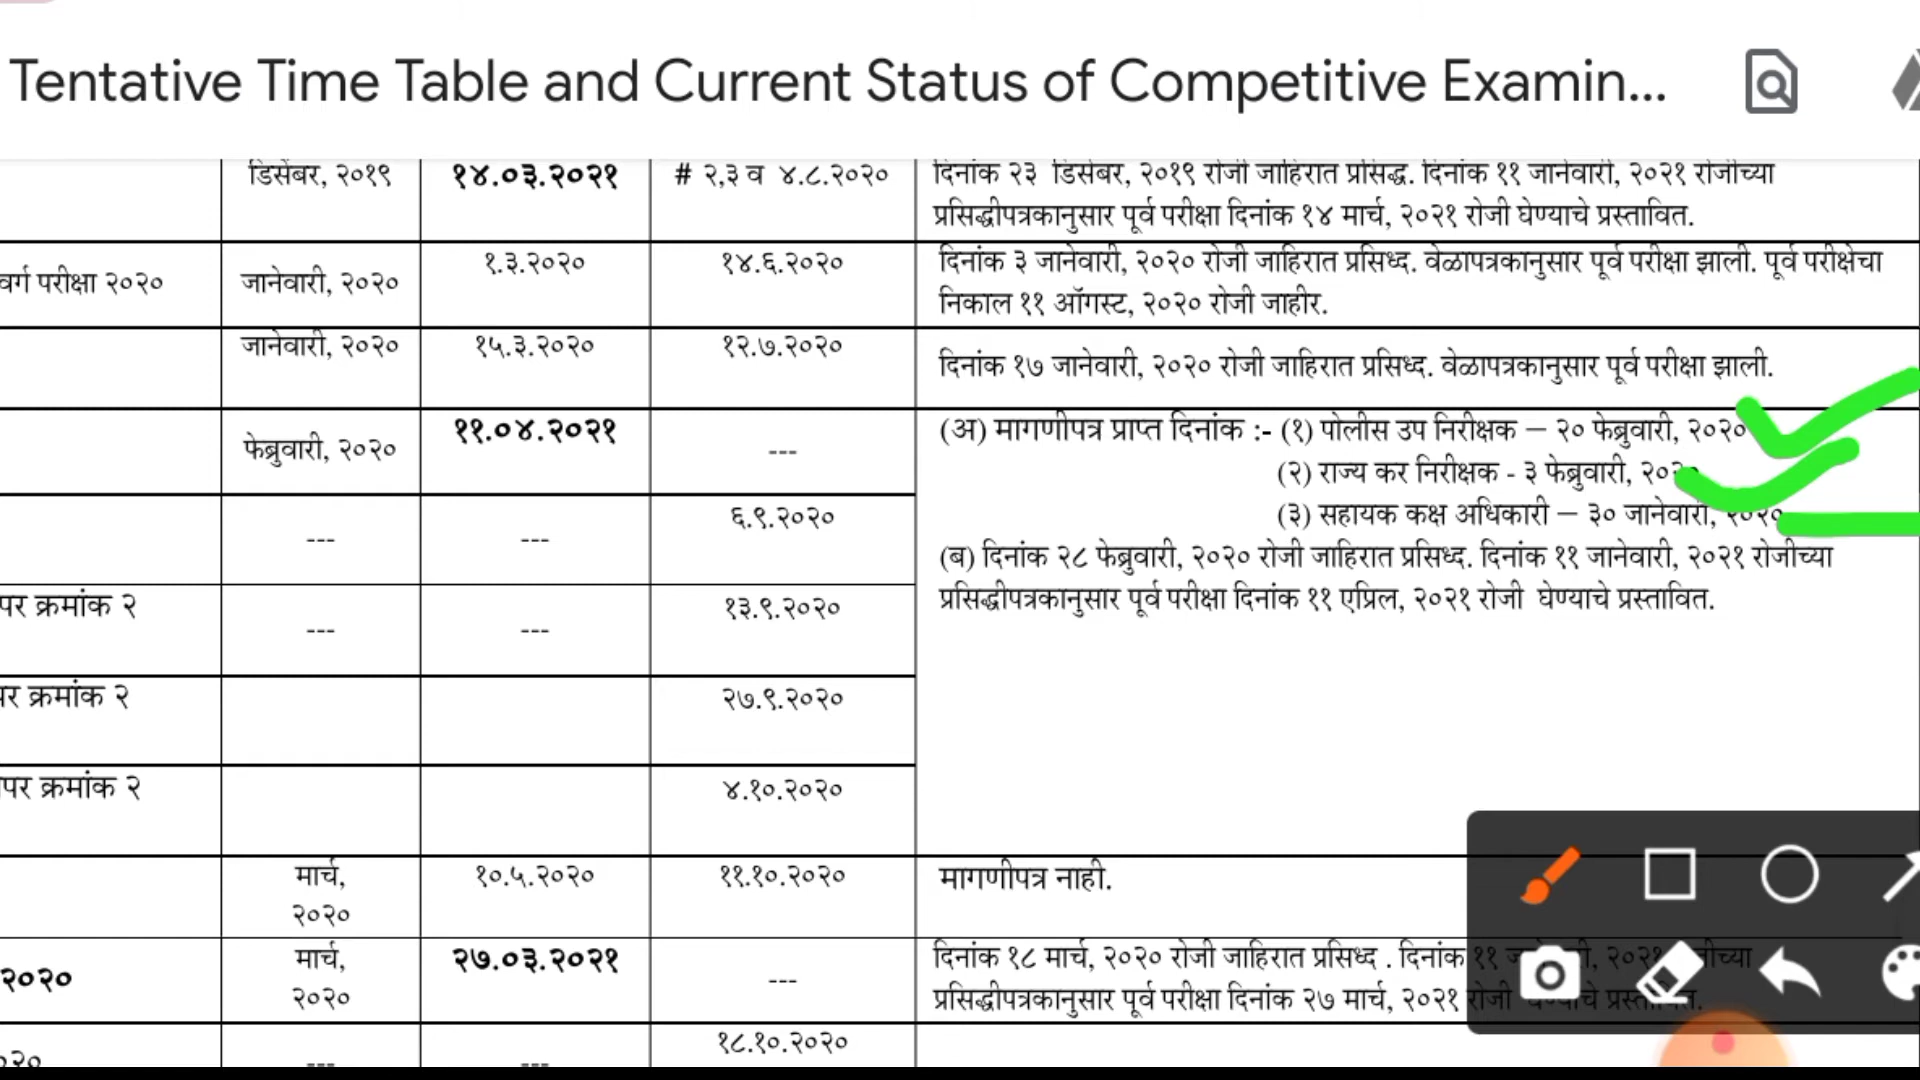 Tentative Time Table and Current Status of Competitive Examin...
डिसेंबर, २०१९ १४.०३.२०२१ # २,३ व ४.८.२०२० दिनांक २३ डिसेंबर, २०१९ रोजी जाहिरात प्रसिद्ध. दिनांक ११ जानेवारी, २०२१ रोजीच्या
प्रसिद्धीपत्रकानुसार पूर्व परीक्षा दिनांक १४ मार्च, २०२१ रोजी घेण्याचे प्रस्तावित.
वर्ग परीक्षा २०२० जानेवारी, २०२० १.३.२०२० १४.६.२०२० दिनांक ३ जानेवारी, २०२० रोजी जाहिरात प्रसिध्द. वेळापत्रकानुसार पूर्व परीक्षा झाली. पूर्व परीक्षेचा
निकाल ११ ऑगस्ट, २०२० रोजी जाहीर.
जानेवारी, २०२० १५.३.२०२० १२.७.२०२० दिनांक १७ जानेवारी, २०२० रोजी जाहिरात प्रसिध्द. वेळापत्रकानुसार पूर्व परीक्षा झाली.
फेब्रुवारी, २०२० ११.०४.२०२१ --- (अ) मागणीपत्र प्राप्त दिनांक :- (१) पोलीस उप निरीक्षक – २० फेब्रुवारी, २०२०
(२) राज्य कर निरीक्षक - ३ फेब्रुवारी,
(३) सहायक कक्ष अधिकारी – ३० जानेवारी, २०२०
--- --- ६.९.२०२० (ब) दिनांक २८ फेब्रुवारी, २०२० रोजी जाहिरात प्रसिध्द. दिनांक ११ जानेवारी, २०२१ रोजीच्या
प्रसिद्धीपत्रकानुसार पूर्व परीक्षा दिनांक ११ एप्रिल, २०२१ रोजी घेण्याचे प्रस्तावित.
पर क्रमांक २ --- --- १३.९.२०२०
क्रमांक २ २७.९.२०२०
पर क्रमांक २ ४.१०.२०२०
मार्च, १०.५.२०२० ११.१०.२०२० मागणीपत्र नाही.
२०२०
२०२० मार्च, २७.०३.२०२१ --- दिनांक १८ मार्च, २०२० रोजी जाहिरात प्रसिध्द . दिनांक ११
२०२० प्रसिद्धीपत्रकानुसार पूर्व परीक्षा दिनांक २७ मार्च, २०२१ रोजी
--- --- १८.१०.२०२०